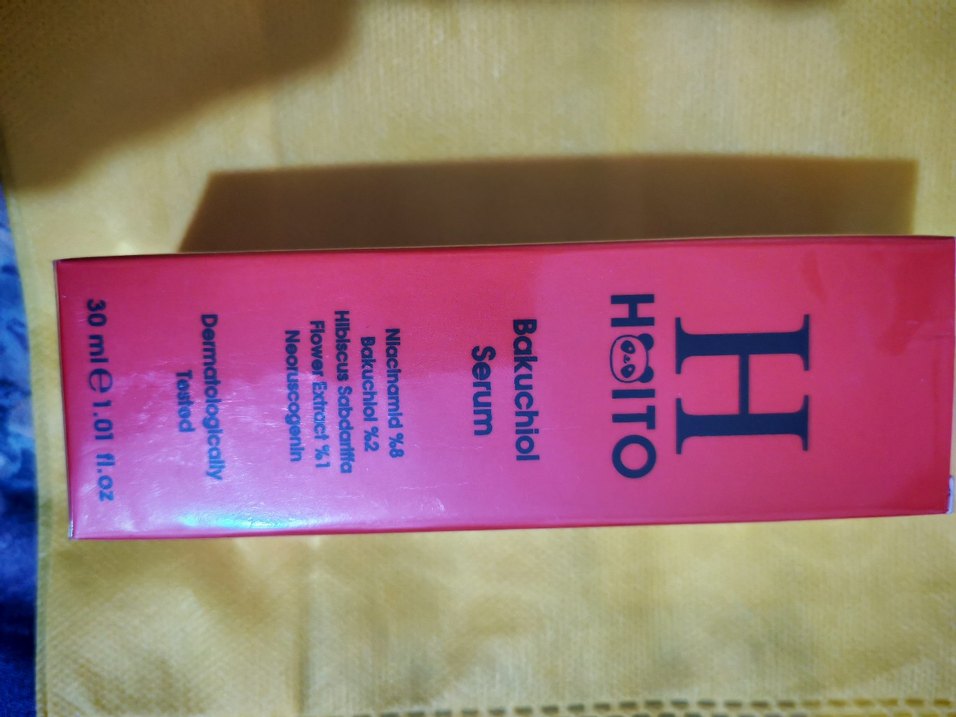 H
HOITO
Bakuchiol
Serum
Niacinamid %8
Bakuchiol %2
Hibiscus Sabdariffa
Flower Extract %1
Neoruscogenin
Dermatologically
Tested
30 ml e 1.01 fl.oz